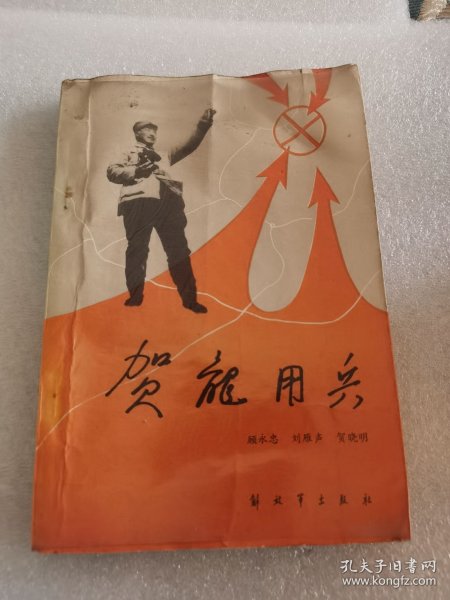 贺龙用兵
顾永忠 刘雁声 贺晓明
解放军出版社
孔夫子旧书网
www.kongfz.com